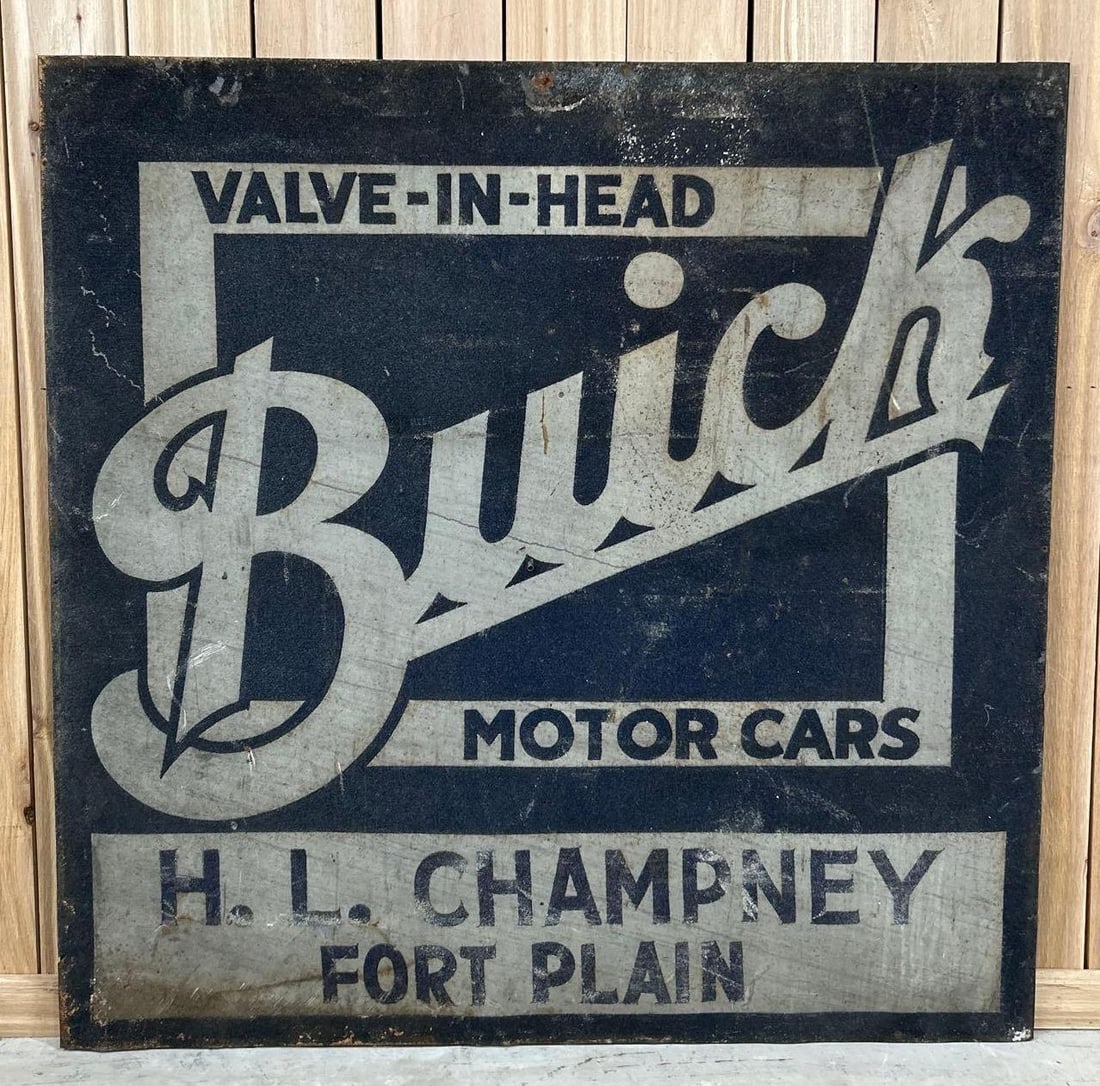 VALVE-IN-HEAD
Buick
MOTOR CARS
H. L. CHAMPNEY
FORT PLAIN